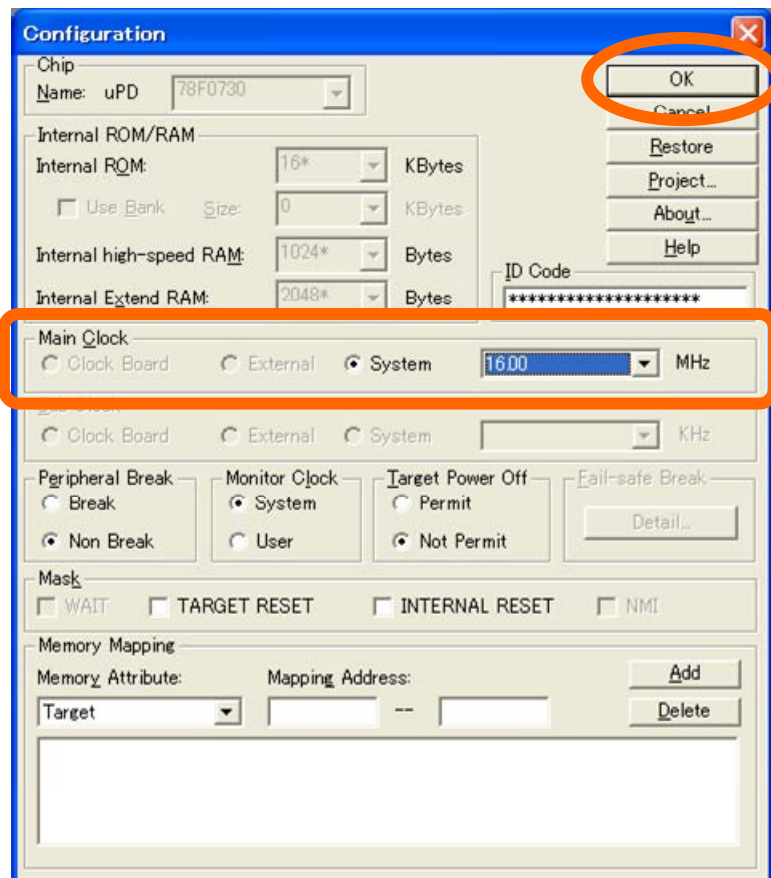 Configuration
Chip
Name: uPD 78F0730
OK
Cancel
Restore
Project...
About...
Help
Internal ROM/RAM
Internal ROM: 16* KBytes
Use Bank Size: 0 KBytes
Internal high-speed RAM: 1024* Bytes
Internal Extend RAM: 2048* Bytes
ID Code
********************
Main Clock
Clock Board External System 16.00 MHz
Clock Board External System KHz
Peripheral Break
Break
Non Break
Monitor Clock
System
User
Target Power Off
Permit
Not Permit
Fail-safe Break
Detail...
Mask
WAIT TARGET RESET INTERNAL RESET NMI
Memory Mapping
Memory Attribute: Mapping Address:
Add
Target --
Delete